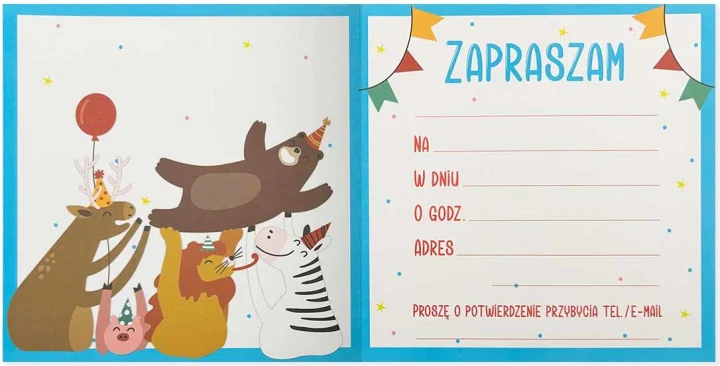 ZAPRASZAM
NA
W DNIU
O GODZ.
ADRES
PROSZĘ O POTWIERDZENIE PRZYBYCIA TEL./E-MAIL